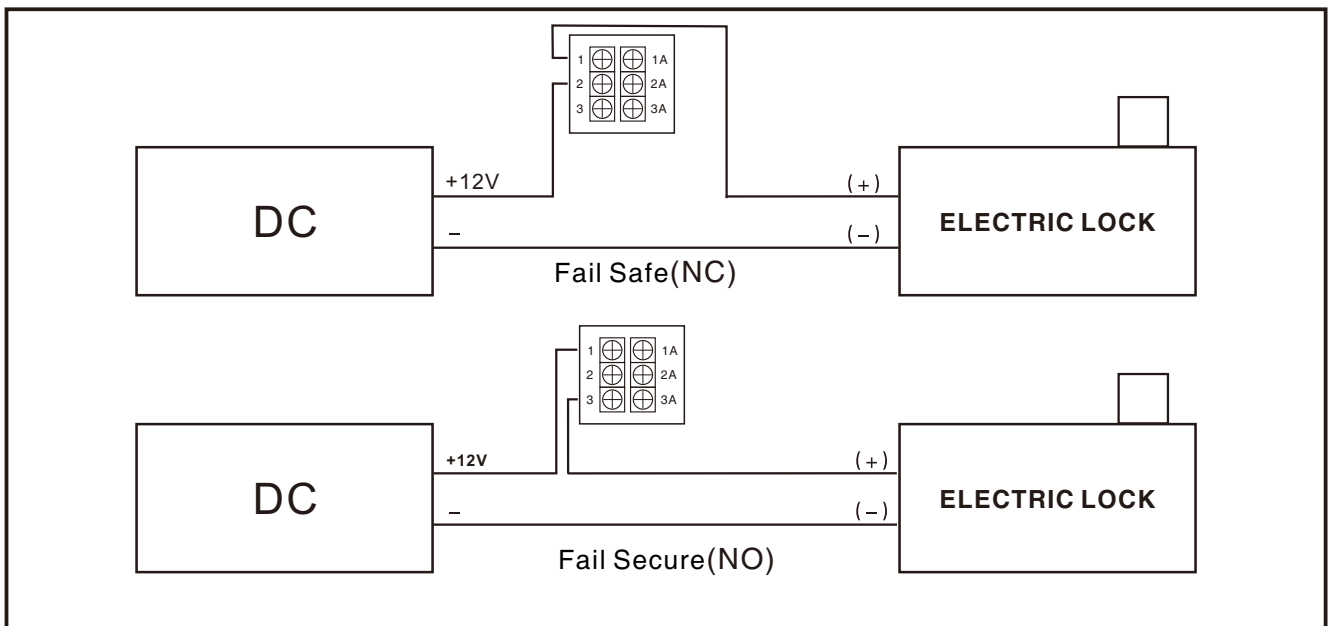 1 1A
2 2A
3 3A
DC
+12V
–
(+)
(–)
ELECTRIC LOCK
Fail Safe(NC)
1 1A
2 2A
3 3A
DC
+12V
–
(+)
(–)
ELECTRIC LOCK
Fail Secure(NO)